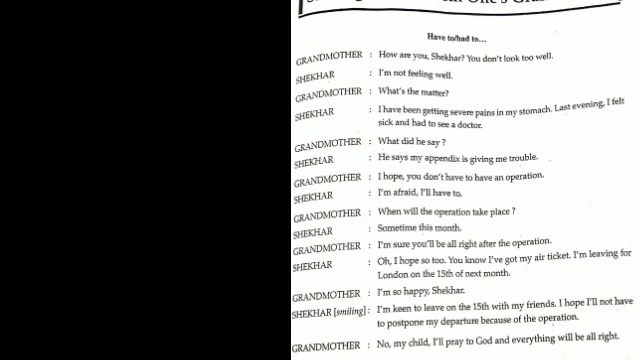 Have to/had to...
GRANDMOTHER : How are you, Shekhar? You don't look too well.
SHEKHAR : I'm not feeling well.
GRANDMOTHER : What's the matter?
SHEKHAR : I have been getting severe pains in my stomach. Last evening, I felt
sick and had to see a doctor.
GRANDMOTHER : What did he say ?
SHEKHAR : He says my appendix is giving me trouble.
GRANDMOTHER : I hope, you don't have to have an operation.
SHEKHAR : I'm afraid, I'll have to.
GRANDMOTHER : When will the operation take place ?
SHEKHAR : Sometime this month.
GRANDMOTHER : I'm sure you'll be all right after the operation.
SHEKHAR : Oh, I hope so too. You know I've got my air ticket. I'm leaving for
London on the 15th of next month.
GRANDMOTHER : I'm so happy, Shekhar.
SHEKHAR [smiling] : I'm keen to leave on the 15th with my friends. I hope I'll not have
to postpone my departure because of the operation.
GRANDMOTHER : No, my child, I'll pray to God and everything will be all right.